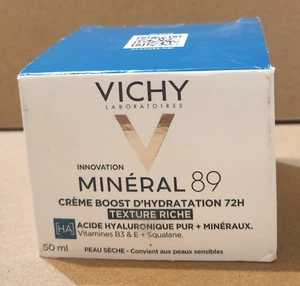 VICHY
LABORATOIRES
INNOVATION
MINÉRAL 89
CRÈME BOOST D'HYDRATATION 72H
TEXTURE RICHE
[HA] ACIDE HYALURONIQUE PUR + MINÉRAUX.
Vitamines B3 & E + Squalane.
50 ml
PEAU SÈCHE - Convient aux peaux sensibles